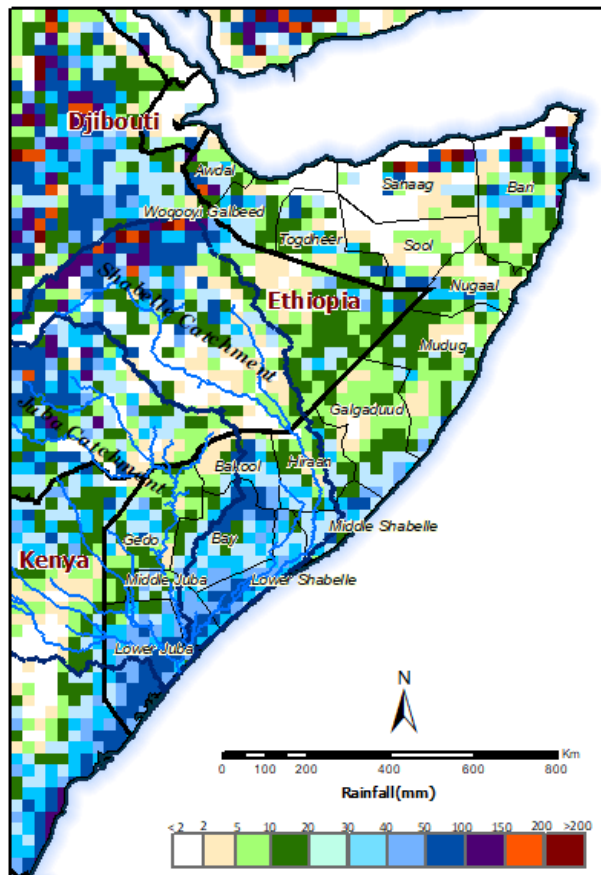 Djibouti
Awdal
Sanaag
Bari
Woqooyi Galbeed
Togdheer
Sool
Shabelle Catchment
Ethiopia
Nugaal
Mudug
Galgaduud
Juba Catchment
Bakool
Hiraan
Gedo
Bay
Middle Shabelle
Kenya
Middle Juba
Lower Shabelle
Lower Juba
N
Km
0 100 200 400 600 800
Rainfall(mm)
< 2 2 5 10 20 30 40 50 100 150 200 >200